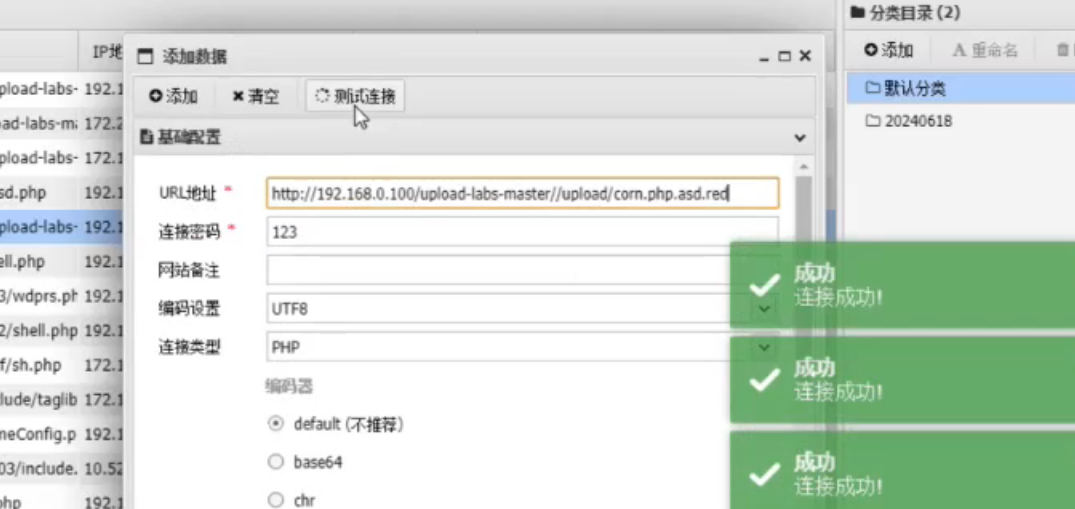 分类目录 (2)
IP地
添加数据
添加
重命名
pload-labs- 192.1
添加
清空
测试连接
默认分类
ad-labs-ma 172.2
20240618
基础配置
pload-labs- 172.1
sd.php 192.1
URL地址 *
http://192.168.0.100/upload-labs-master//upload/corn.php.asd.red
pload-labs- 192.1
连接密码 *
123
ell.php 192.1
网站备注
成功
连接成功!
3/wdprs.ph 192.1
编码设置
UTF8
2/shell.php 192.1
连接类型
PHP
f/sh.php 172.1
成功
连接成功!
编码器
lude/taglib 172.1
default (不推荐)
meConfig.p 192.1
base64
成功
连接成功!
03/include. 10.52
chr
php 192.1